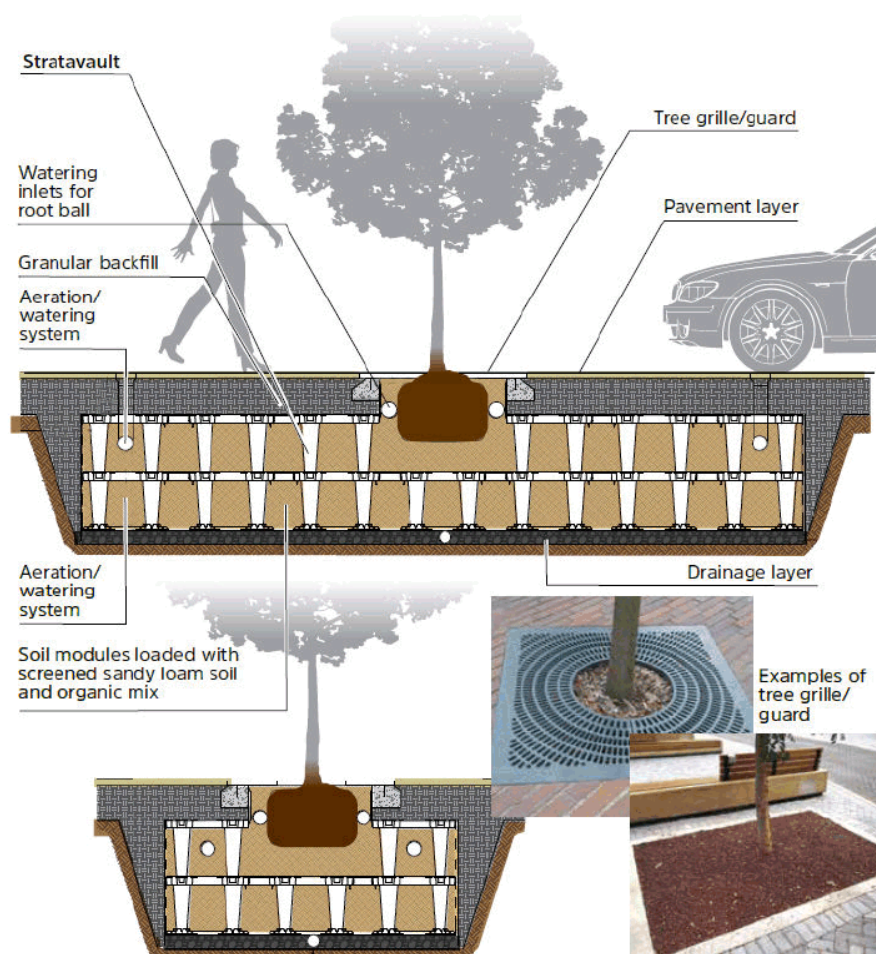 Stratavault
Tree grille/guard
Watering
inlets for
root ball
Pavement layer
Granular backfill
Aeration/
watering
system
Aeration/
watering
system
Drainage layer
Soil modules loaded with
screened sandy loam soil
and organic mix
Examples of
tree grille/
guard